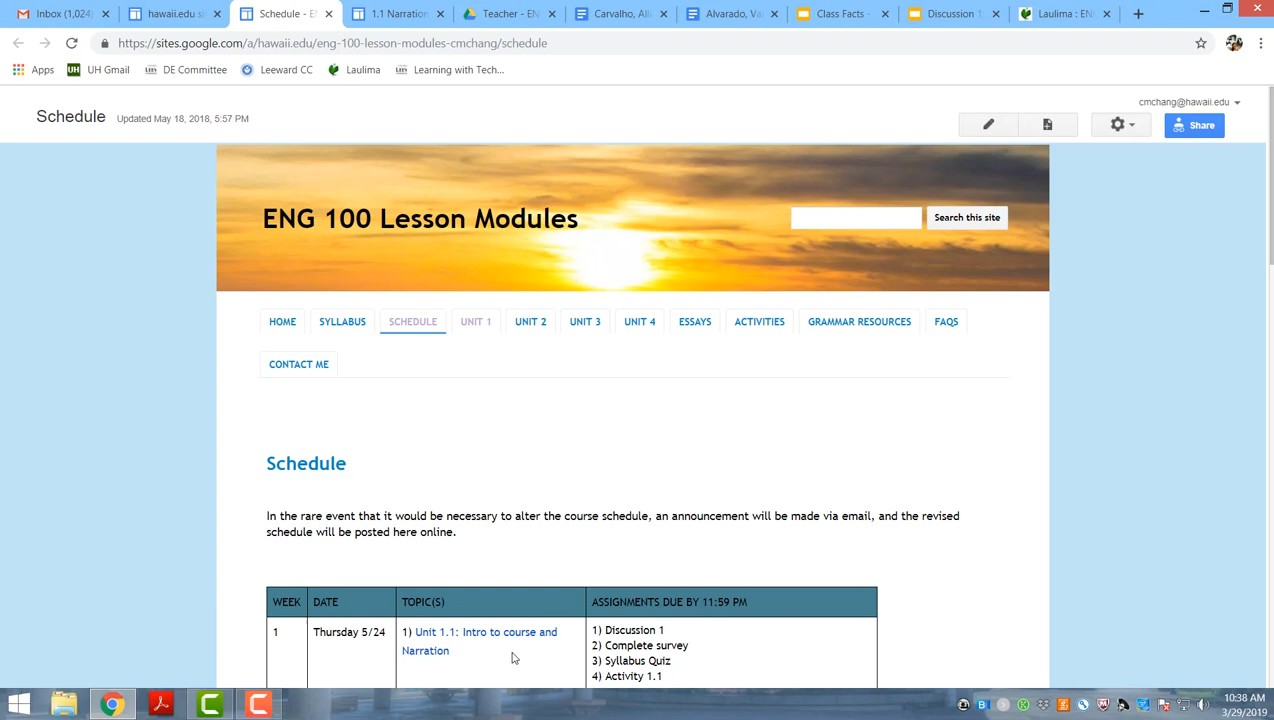 Inbox (1,024)
hawaii.edu s
Schedule - E
1.1 Narration
Teacher - EN
Carvalho, Alli
Alvarado, Va
Class Facts -
Discussion 1
Laulima : EN
https://sites.google.com/a/hawaii.edu/eng-100-lesson-modules-cmchang/schedule
Apps
UH Gmail
DE Committee
Leeward CC
Laulima
Learning with Tech...
cmchang@hawaii.edu
Schedule
Updated May 18, 2018, 5:57 PM
Share
ENG 100 Lesson Modules
Search this site
HOME
SYLLABUS
SCHEDULE
UNIT 1
UNIT 2
UNIT 3
UNIT 4
ESSAYS
ACTIVITIES
GRAMMAR RESOURCES
FAQS
CONTACT ME
Schedule
In the rare event that it would be necessary to alter the course schedule, an announcement will be made via email, and the revised
schedule will be posted here online.
WEEK
DATE
TOPIC(S)
ASSIGNMENTS DUE BY 11:59 PM
1
Thursday 5/24
1) Unit 1.1: Intro to course and
Narration
1) Discussion 1
2) Complete survey
3) Syllabus Quiz
4) Activity 1.1
10:38 AM
3/29/2019